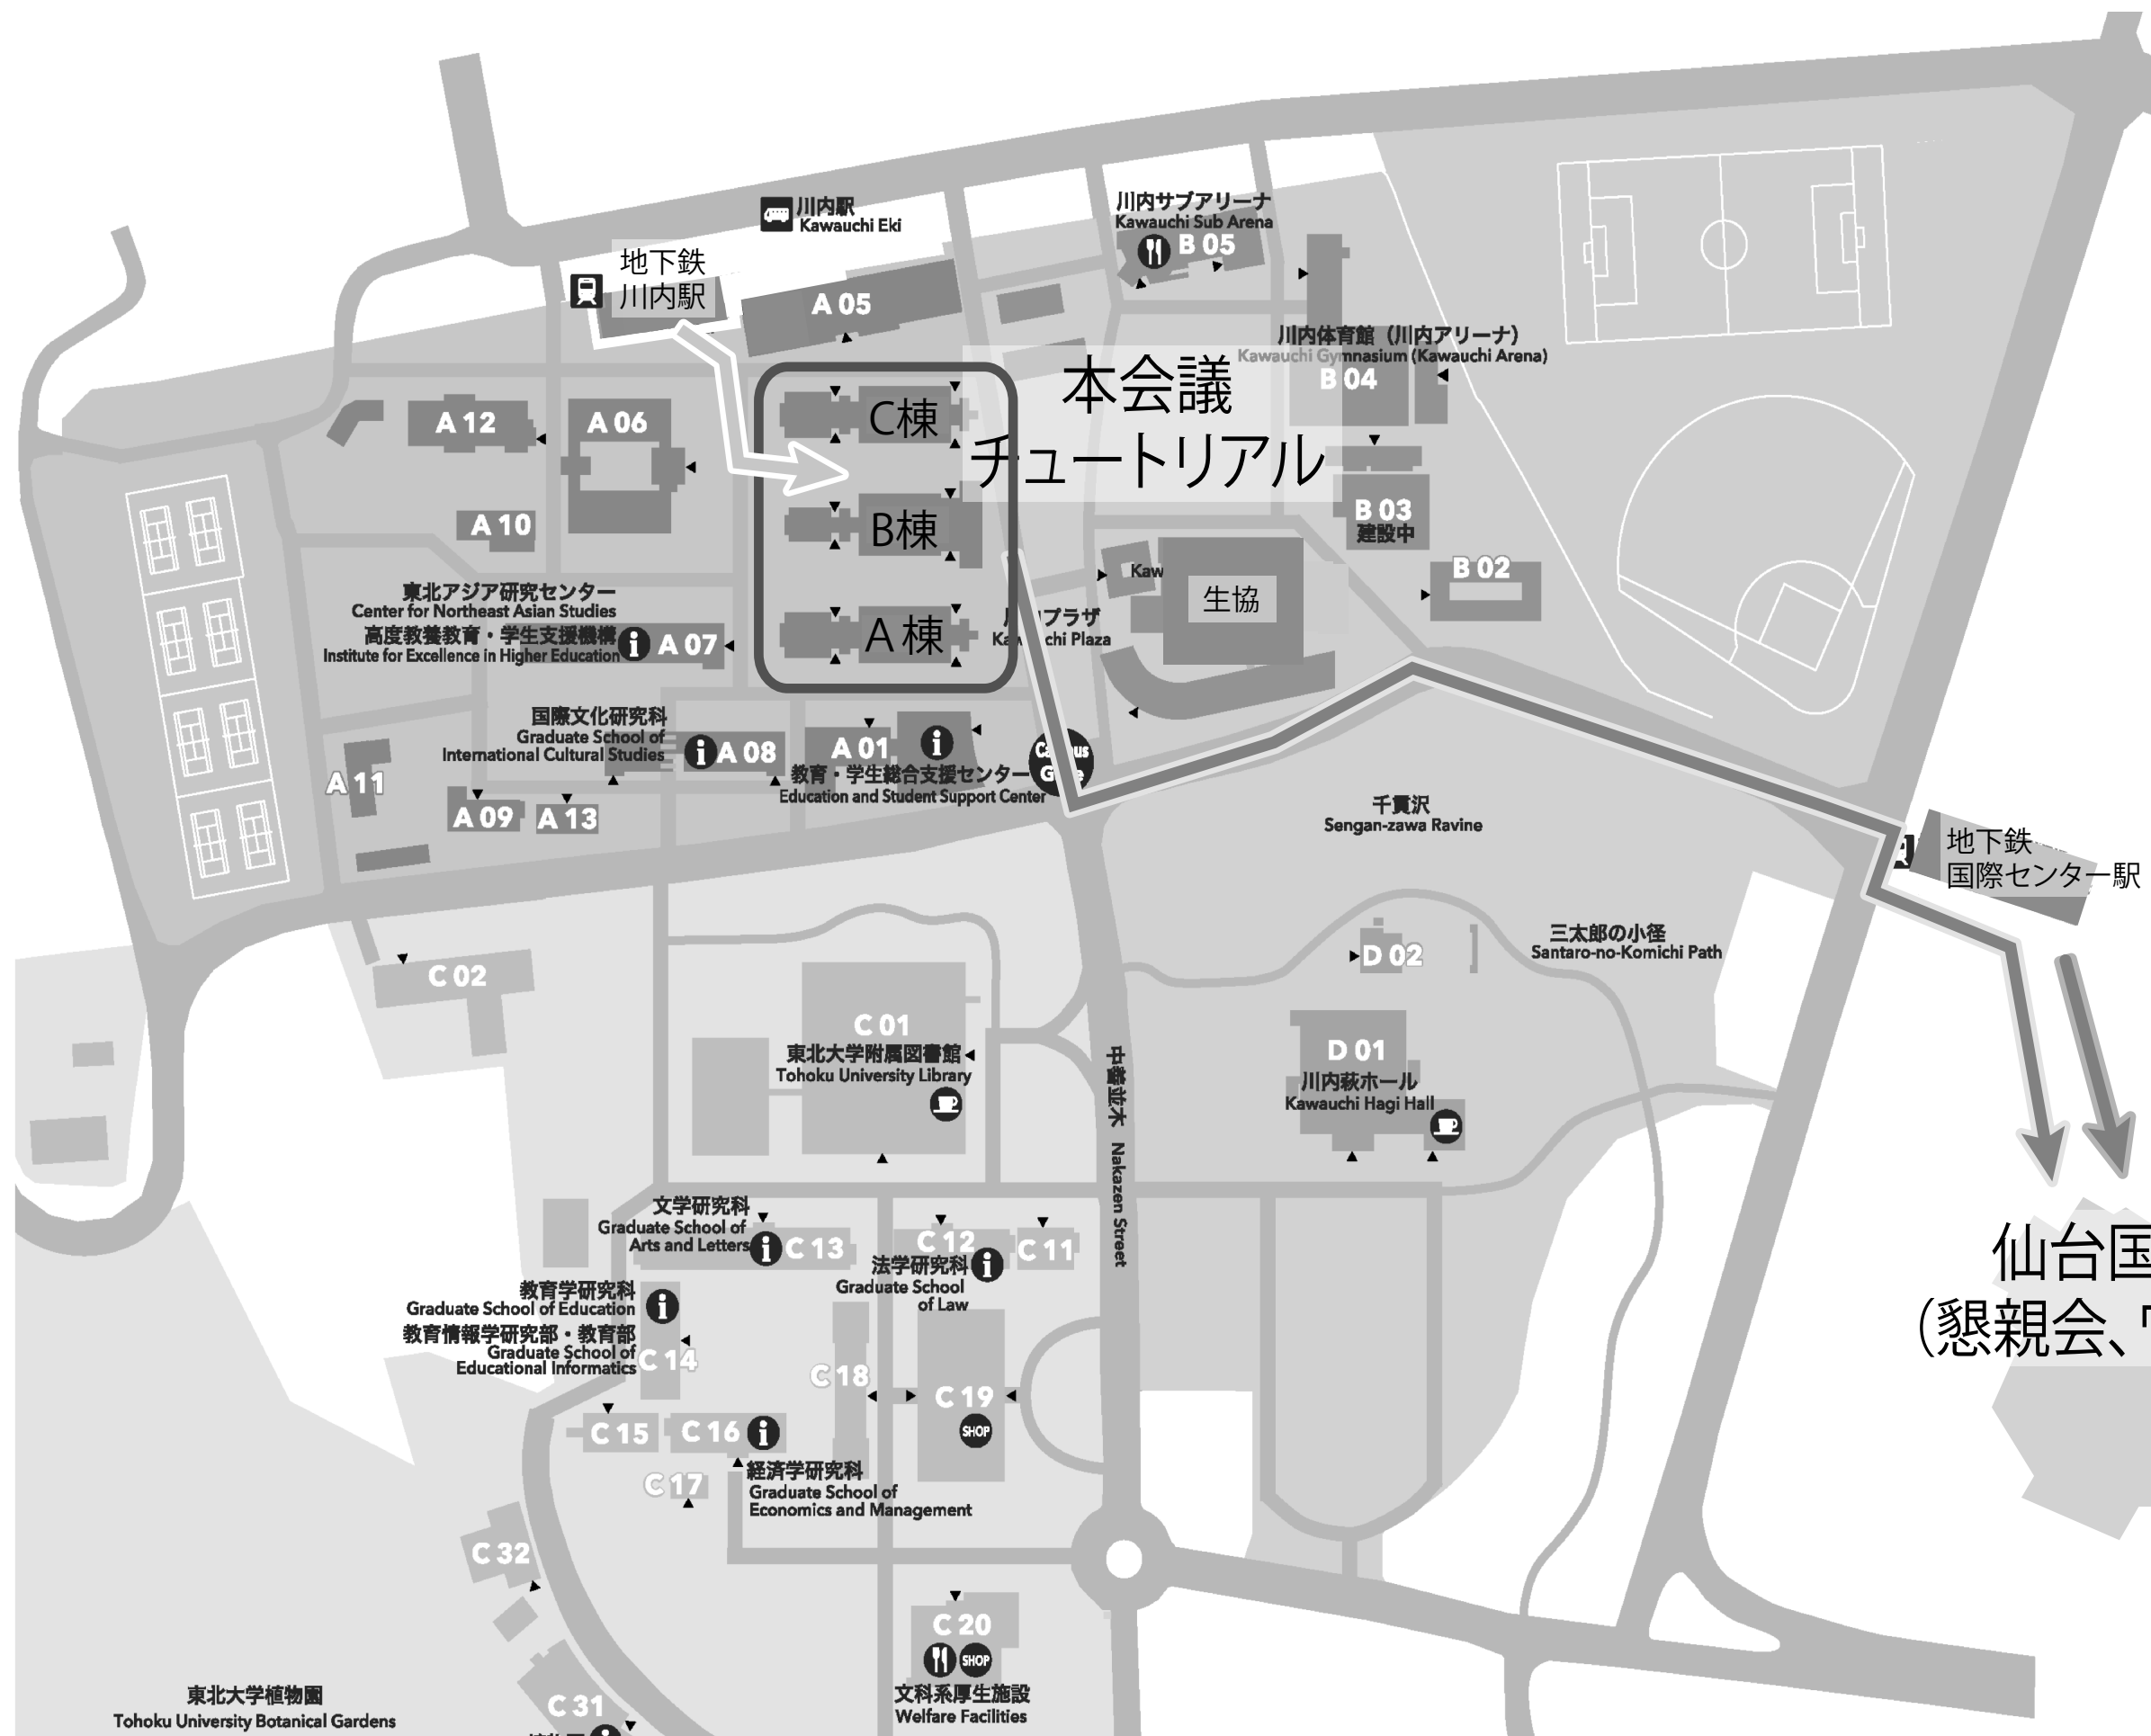 川内駅
Kawauchi Eki
地下鉄
川内駅
A 05
川内サブアリーナ
Kawauchi Sub Arena
B 05
川内体育館（川内アリーナ）
Kawauchi Gymnasium (Kawauchi Arena)
B 04
本会議
チュートリアル
C棟
B棟
A棟
A 12
A 06
A 10
B 03
建設中
B 02
Kaw
生協
プラザ
Kawauchi Plaza
東北アジア研究センター
Center for Northeast Asian Studies
高度教養教育・学生支援機構
Institute for Excellence in Higher Education
A 07
国際文化研究科
Graduate School of
International Cultural Studies
A 08
A 01
教育・学生総合支援センター
Education and Student Support Center
A 11
A 09
A 13
千貫沢
Sengan-zawa Ravine
地下鉄
国際センター駅
三太郎の小径
Santaro-no-Komichi Path
D 02
C 02
C 01
東北大学附属図書館
Tohoku University Library
D 01
川内萩ホール
Kawauchi Hagi Hall
中善並木 Nakazen Street
文学研究科
Graduate School of
Arts and Letters
C 13
C 12
C 11
法学研究科
Graduate School
of Law
教育学研究科
Graduate School of Education
教育情報学研究部・教育部
Graduate School of
Educational Informatics
C 14
C 18
C 19
SHOP
C 15
C 16
C 17
経済学研究科
Graduate School of
Economics and Management
仙台国
（懇親会、
C 32
C 20
SHOP
文科系厚生施設
Welfare Facilities
C 31
東北大学植物園
Tohoku University Botanical Gardens